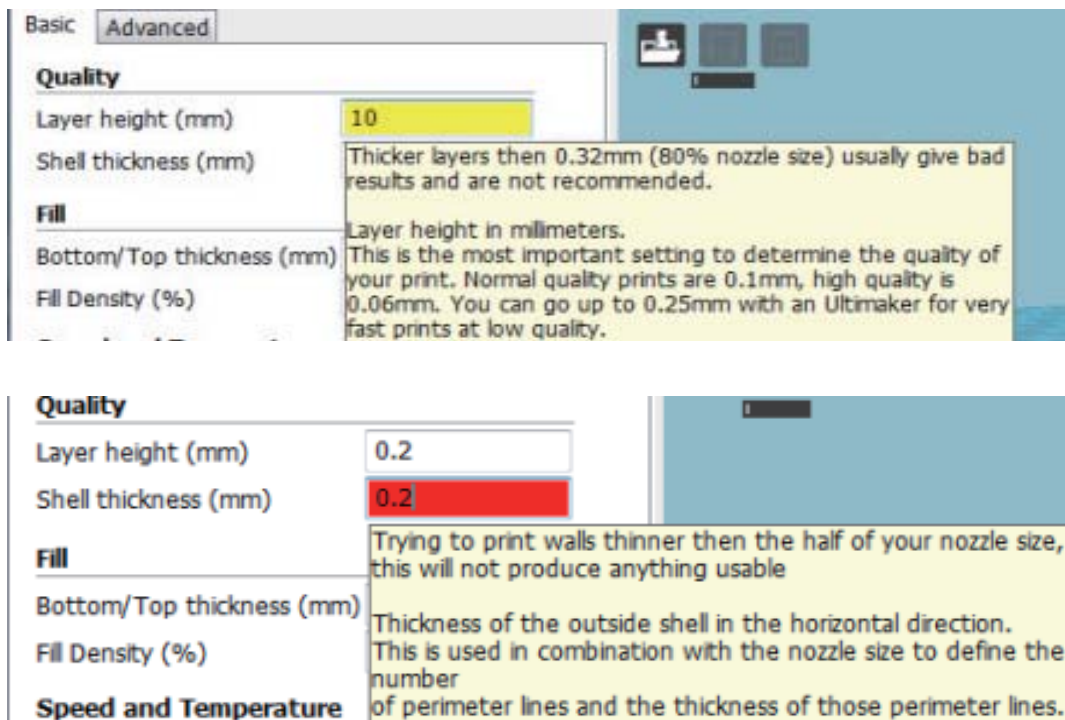 Basic Advanced
Quality
Layer height (mm) 10
Shell thickness (mm)
Thicker layers then 0.32mm (80% nozzle size) usually give bad
results and are not recommended.
Layer height in millimeters.
This is the most important setting to determine the quality of
your print. Normal quality prints are 0.1mm, high quality is
0.06mm. You can go up to 0.25mm with an Ultimaker for very
fast prints at low quality.
Fill
Bottom/Top thickness (mm)
Fill Density (%)
Quality
Layer height (mm) 0.2
Shell thickness (mm) 0.2
Trying to print walls thinner then the half of your nozzle size,
this will not produce anything usable
Thickness of the outside shell in the horizontal direction.
This is used in combination with the nozzle size to define the
number
of perimeter lines and the thickness of those perimeter lines.
Fill
Bottom/Top thickness (mm)
Fill Density (%)
Speed and Temperature